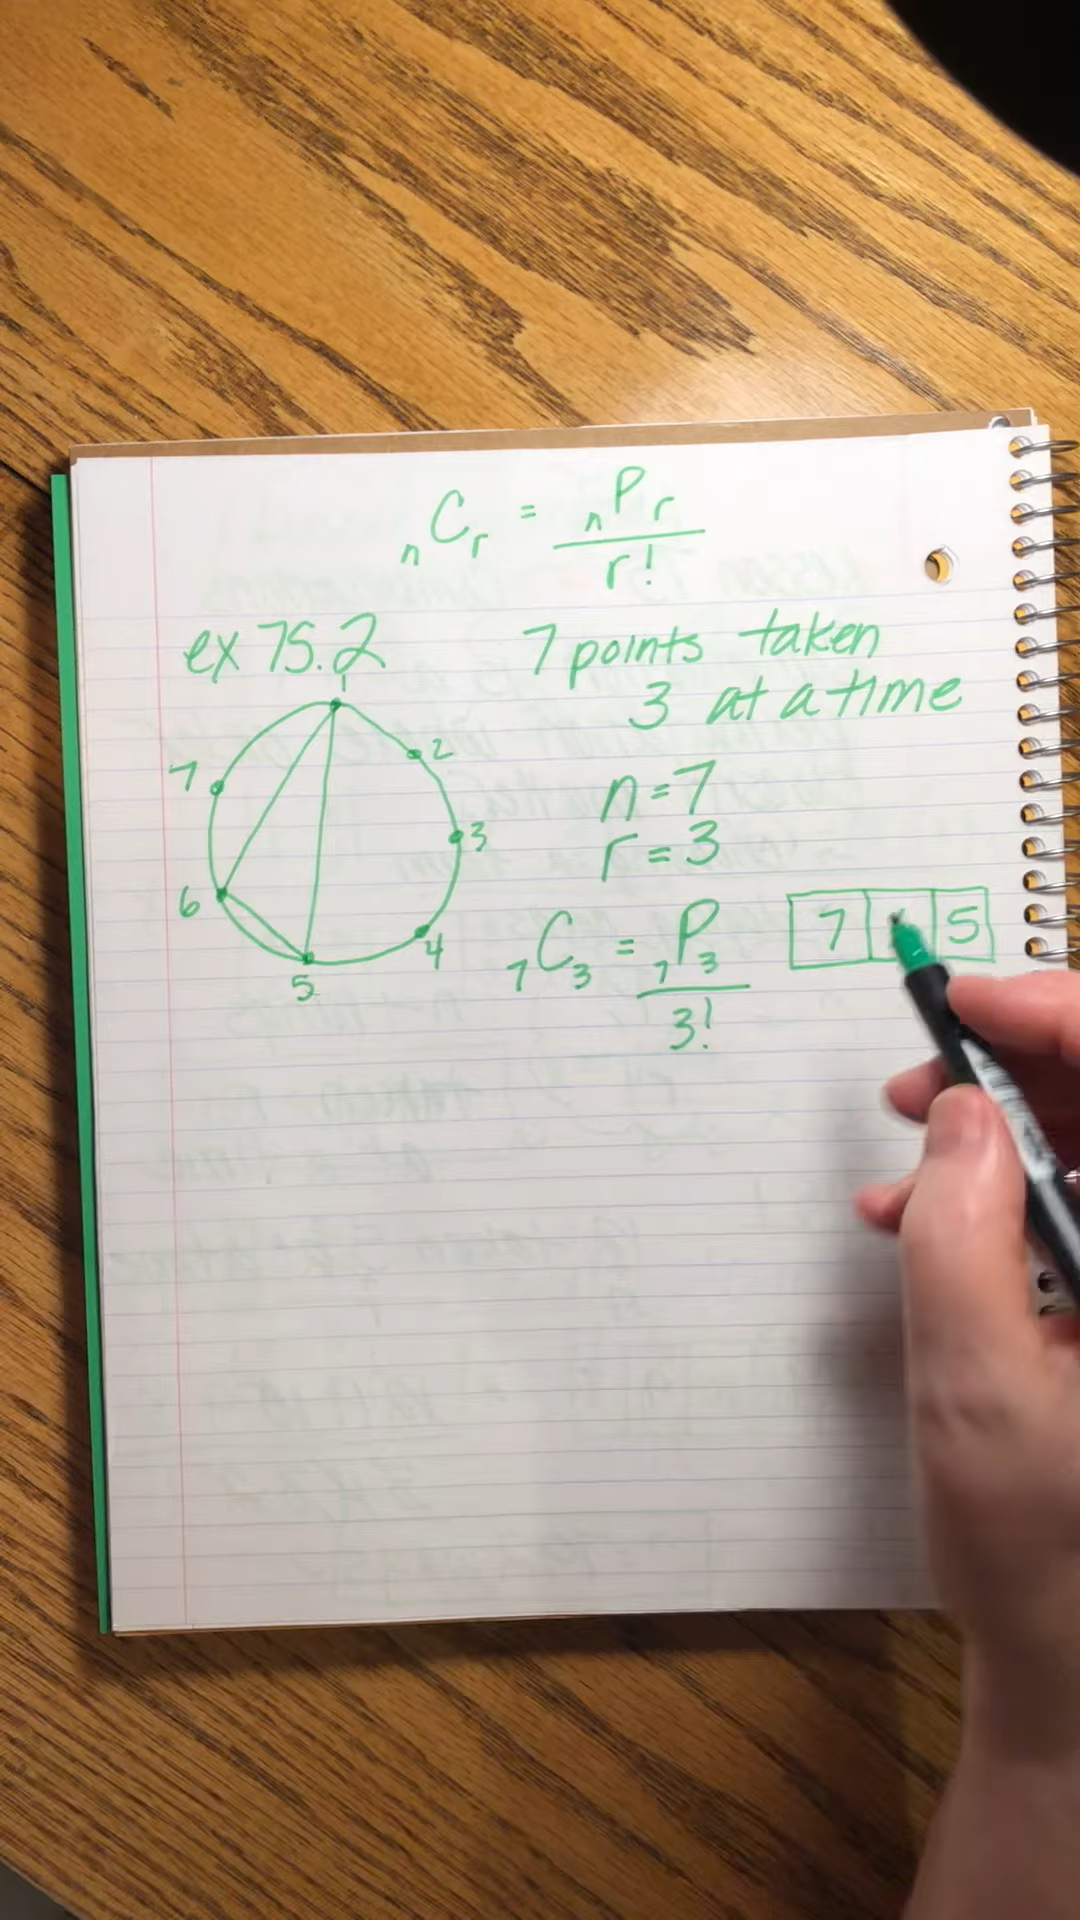 nCr = nPr / r!
ex 75.2
7 points taken
3 at a time
1
2
3
4
5
6
7
n = 7
r = 3
7C3 = 7P3 / 3!
7 5